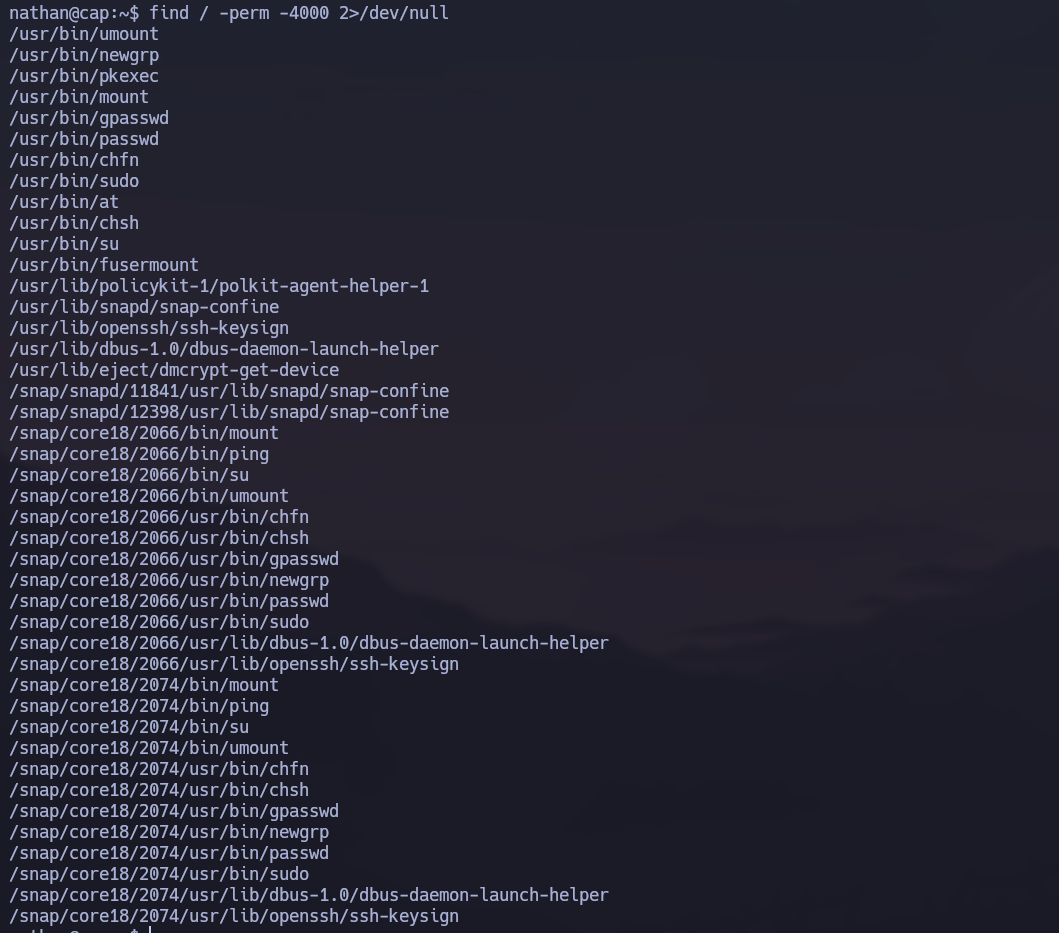 nathan@cap:~$ find / -perm -4000 2>/dev/null
/usr/bin/umount
/usr/bin/newgrp
/usr/bin/pkexec
/usr/bin/mount
/usr/bin/gpasswd
/usr/bin/passwd
/usr/bin/chfn
/usr/bin/sudo
/usr/bin/at
/usr/bin/chsh
/usr/bin/su
/usr/bin/fusermount
/usr/lib/policykit-1/polkit-agent-helper-1
/usr/lib/snapd/snap-confine
/usr/lib/openssh/ssh-keysign
/usr/lib/dbus-1.0/dbus-daemon-launch-helper
/usr/lib/eject/dmcrypt-get-device
/snap/snapd/11841/usr/lib/snapd/snap-confine
/snap/snapd/12398/usr/lib/snapd/snap-confine
/snap/core18/2066/bin/mount
/snap/core18/2066/bin/ping
/snap/core18/2066/bin/su
/snap/core18/2066/bin/umount
/snap/core18/2066/usr/bin/chfn
/snap/core18/2066/usr/bin/chsh
/snap/core18/2066/usr/bin/gpasswd
/snap/core18/2066/usr/bin/newgrp
/snap/core18/2066/usr/bin/passwd
/snap/core18/2066/usr/bin/sudo
/snap/core18/2066/usr/lib/dbus-1.0/dbus-daemon-launch-helper
/snap/core18/2066/usr/lib/openssh/ssh-keysign
/snap/core18/2074/bin/mount
/snap/core18/2074/bin/ping
/snap/core18/2074/bin/su
/snap/core18/2074/bin/umount
/snap/core18/2074/usr/bin/chfn
/snap/core18/2074/usr/bin/chsh
/snap/core18/2074/usr/bin/gpasswd
/snap/core18/2074/usr/bin/newgrp
/snap/core18/2074/usr/bin/passwd
/snap/core18/2074/usr/bin/sudo
/snap/core18/2074/usr/lib/dbus-1.0/dbus-daemon-launch-helper
/snap/core18/2074/usr/lib/openssh/ssh-keysign